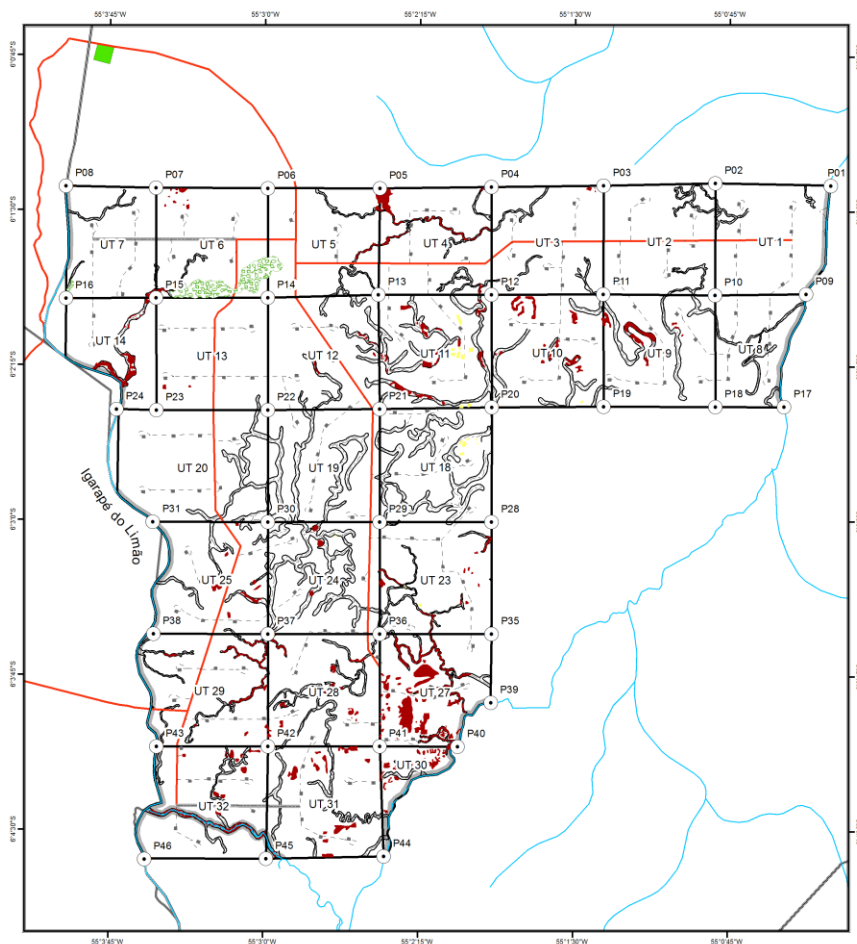 55°3'45"W 55°3'0"W 55°2'15"W 55°1'30"W 55°0'45"W
6°0'45"S
P08 P07 P06 P05 P04 P03 P02 P01
6°1'30"S
UT 7 UT 6 UT 5 UT 4 UT 3 UT 2 UT 1
P16 P15 P14 P13 P12 P11 P10 P09
UT 14 UT 13 UT 12 UT 11 UT 10 UT 9 UT 8
6°2'15"S
P24 P23 P22 P21 P20 P19 P18 P17
UT 20 UT 19 UT 18
Igarapé do Limão
6°3'0"S
P31 P30 P29 P28
UT 25 UT 24 UT 23
P38 P37 P36 P35
6°3'45"S
UT 29 UT 28 UT 27
P39
P43 P42 P41 P40
UT 30
UT 32 UT 31
6°4'30"S
P46 P45 P44
55°3'45"W 55°3'0"W 55°2'15"W 55°1'30"W 55°0'45"W